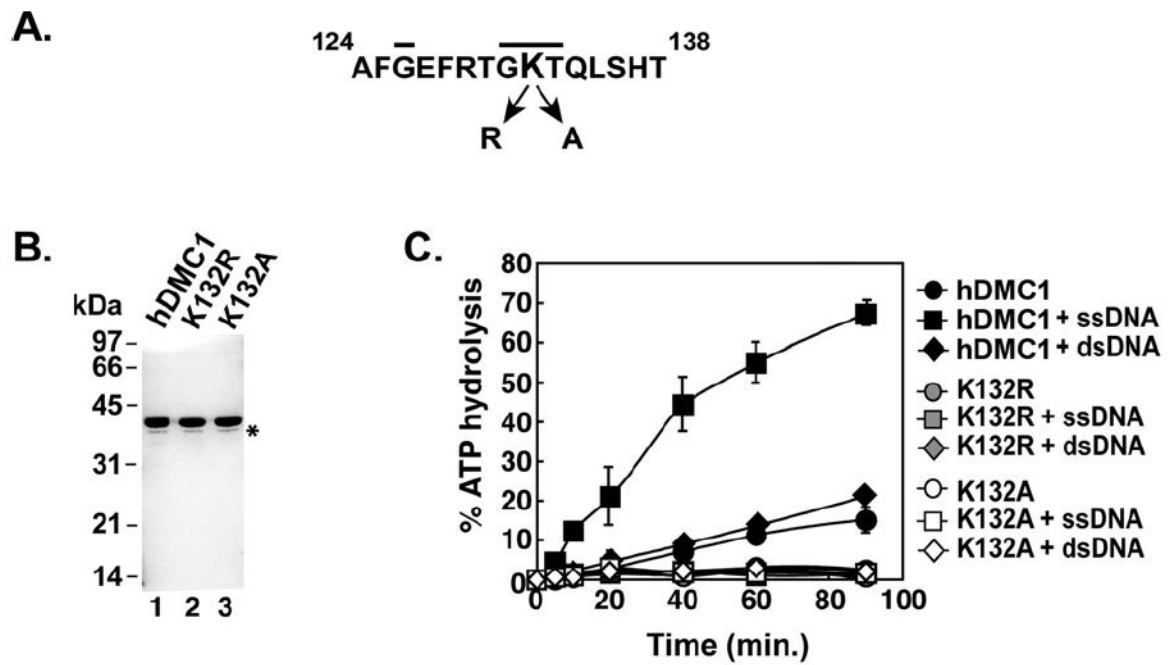 A.
124 AFGEFRTGKTQLSHT 138
R A
B.
hDMC1
K132R
K132A
kDa
97
66
45
*
31
21
14
1 2 3
C.
% ATP hydrolysis
80
70
60
50
40
30
20
10
0
0 20 40 60 80 100
Time (min.)
hDMC1
hDMC1 + ssDNA
hDMC1 + dsDNA
K132R
K132R + ssDNA
K132R + dsDNA
K132A
K132A + ssDNA
K132A + dsDNA